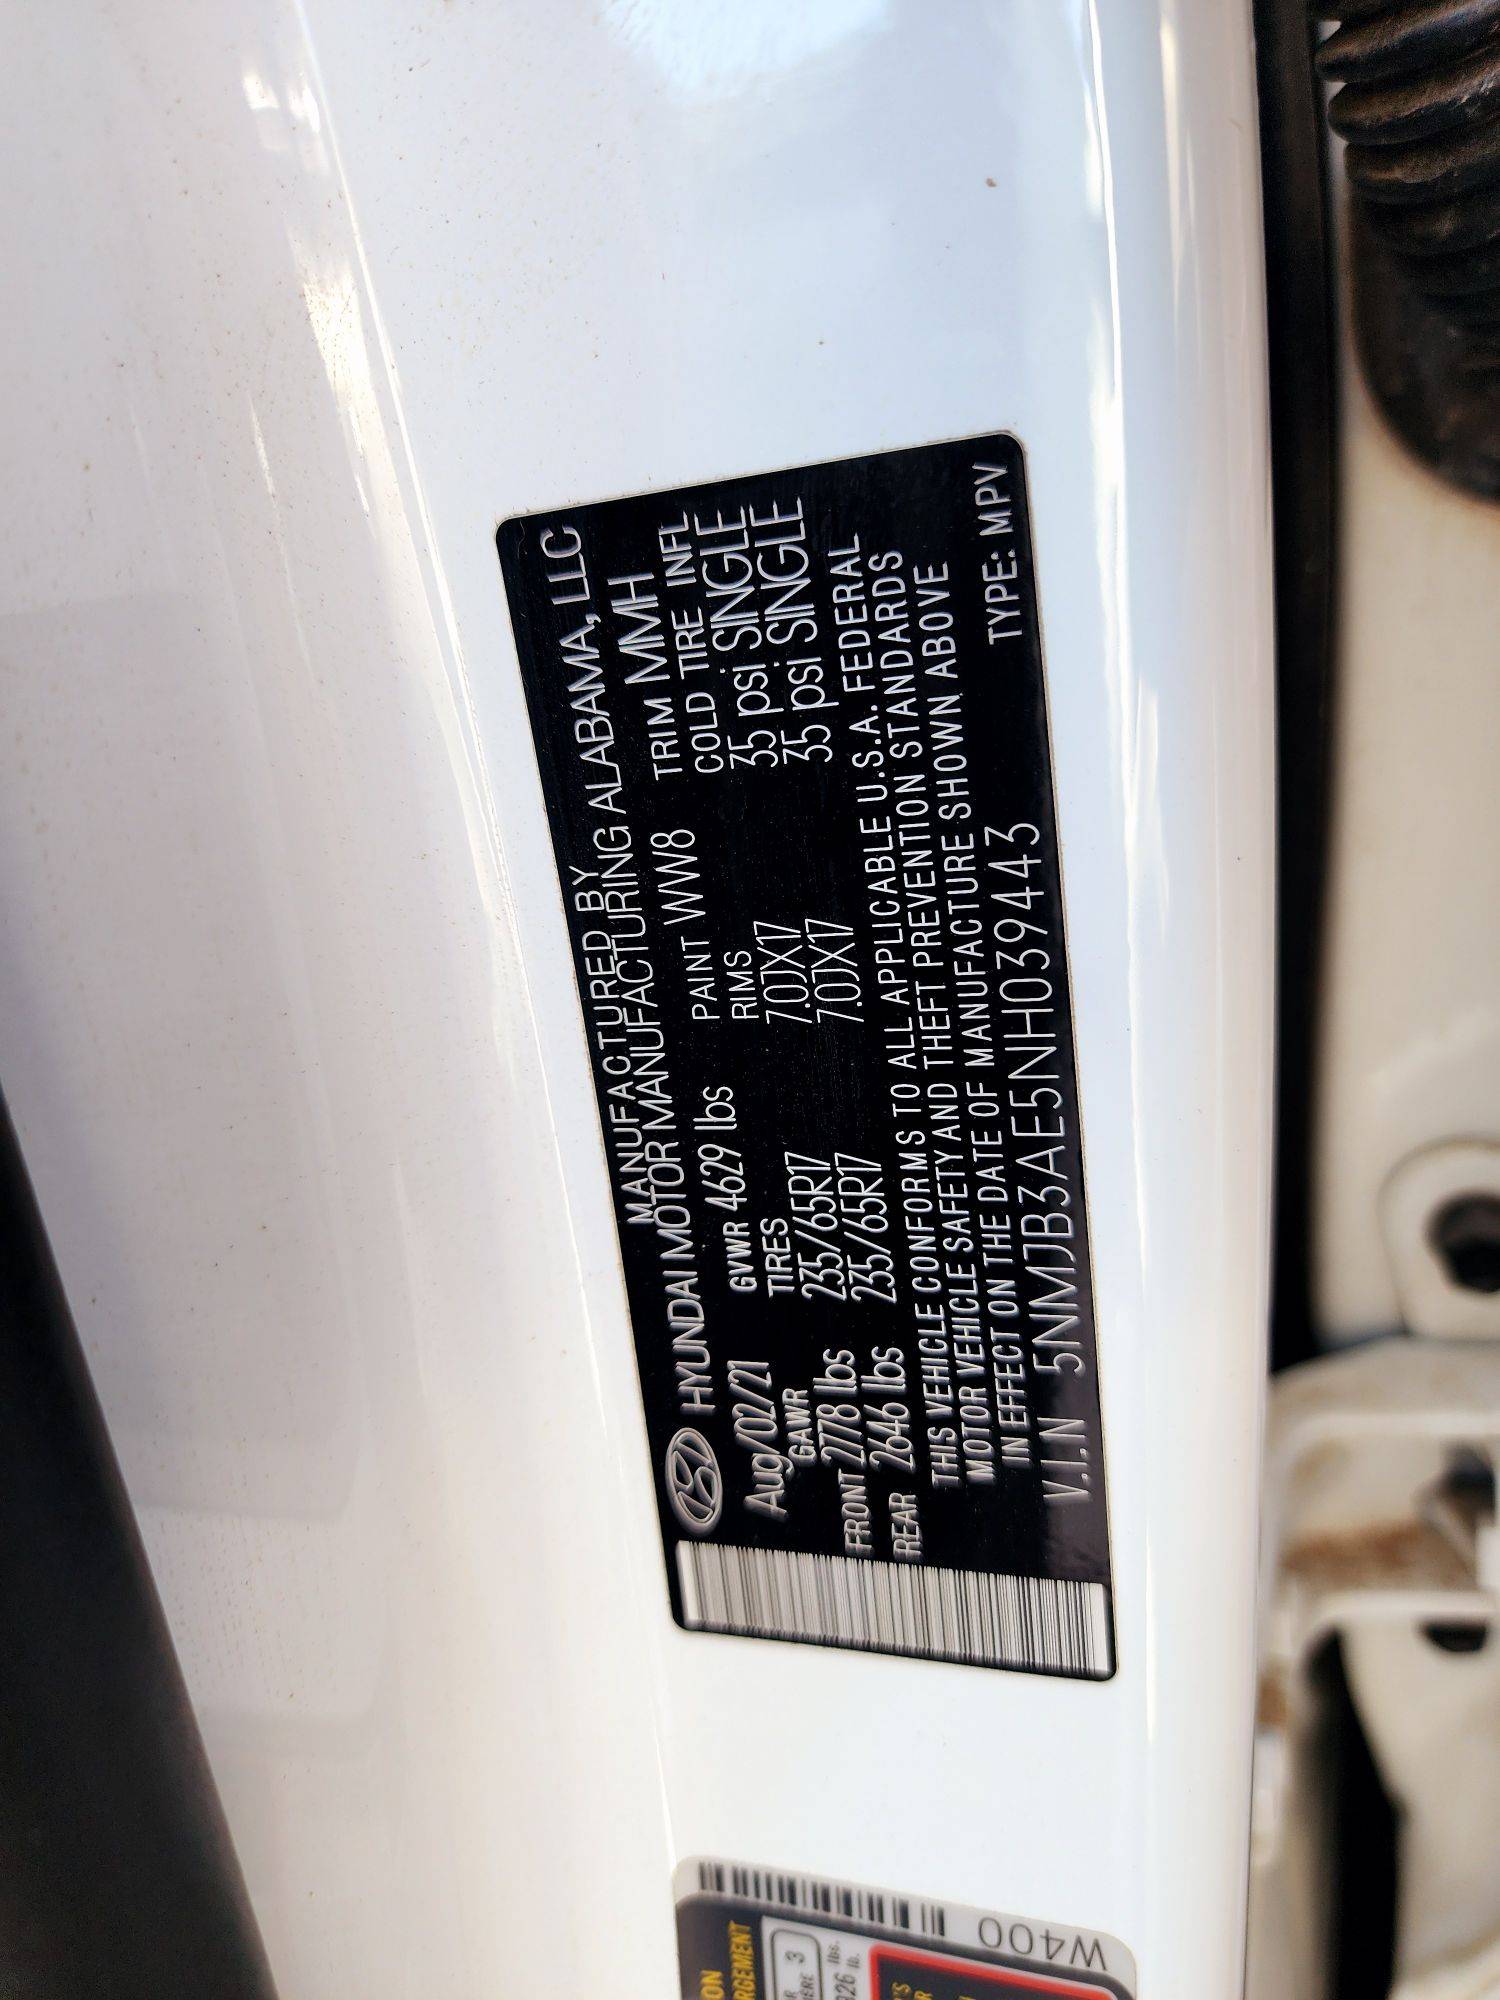 MANUFACTURED BY
HYUNDAI MOTOR MANUFACTURING ALABAMA, LLC
Aug/02/21 GVWR 4629 lbs PAINT WW8 TRIM MMH
GAWR TIRES RIMS COLD TIRE INFL
FRONT 2778 lbs 235/65R17 7.0JX17 35 psi SINGLE
REAR 2646 lbs 235/65R17 7.0JX17 35 psi SINGLE
THIS VEHICLE CONFORMS TO ALL APPLICABLE U.S.A. FEDERAL
MOTOR VEHICLE SAFETY AND THEFT PREVENTION STANDARDS
IN EFFECT ON THE DATE OF MANUFACTURE SHOWN ABOVE
V.I.N 5NMJB3AE5NH039443 TYPE: MPV
W400
3